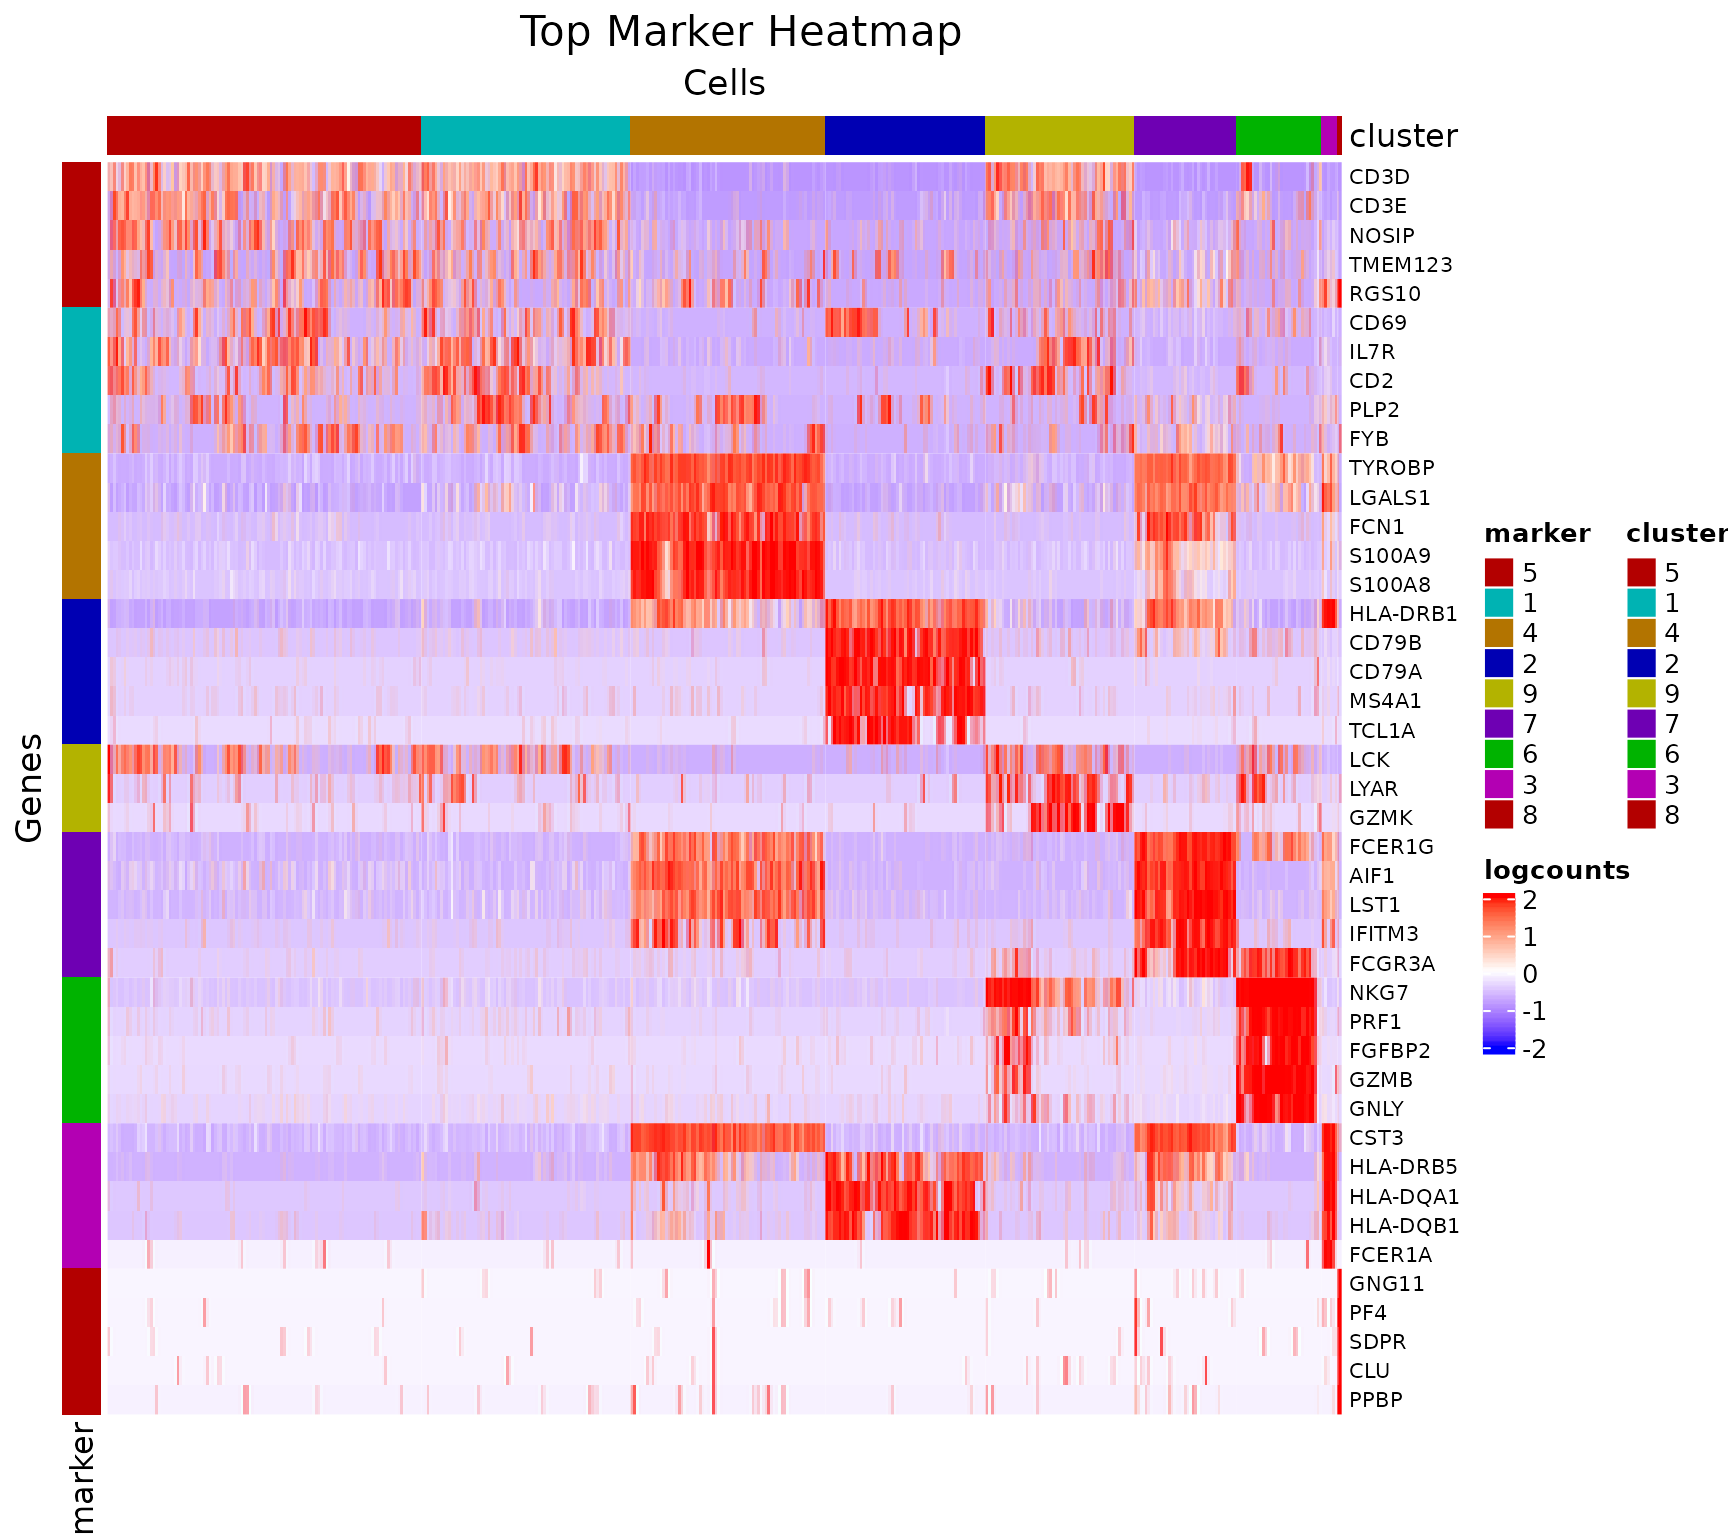 Top Marker Heatmap
Cells
cluster
CD3D
CD3E
NOSIP
TMEM123
RGS10
CD69
IL7R
CD2
PLP2
FYB
TYROBP
LGALS1
FCN1
S100A9
S100A8
HLA-DRB1
CD79B
CD79A
MS4A1
TCL1A
LCK
LYAR
GZMK
FCER1G
AIF1
LST1
IFITM3
FCGR3A
NKG7
PRF1
FGFBP2
GZMB
GNLY
CST3
HLA-DRB5
HLA-DQA1
HLA-DQB1
FCER1A
GNG11
PF4
SDPR
CLU
PPBP
Genes
marker
marker
5
1
4
2
9
7
6
3
8
cluster
5
1
4
2
9
7
6
3
8
logcounts
2
1
0
-1
-2